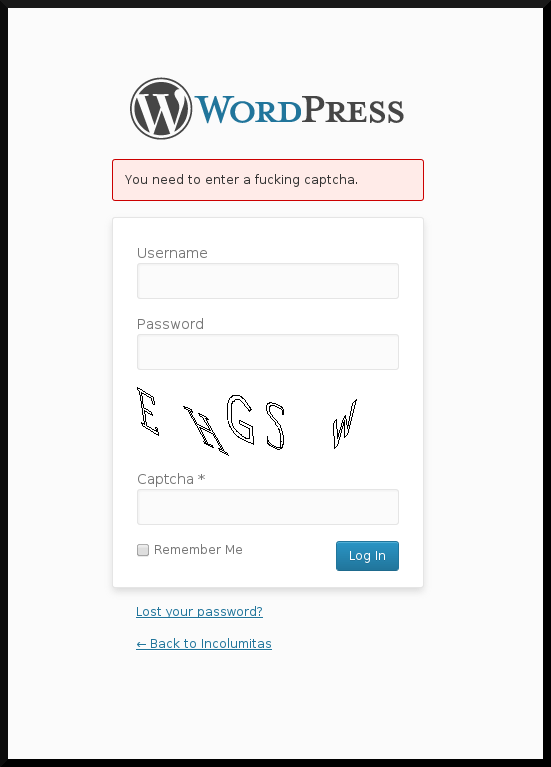 WORDPRESS
You need to enter a fucking captcha.
Username
Password
E H G S W
Captcha *
Remember Me
Log In
Lost your password?
← Back to Incolumitas